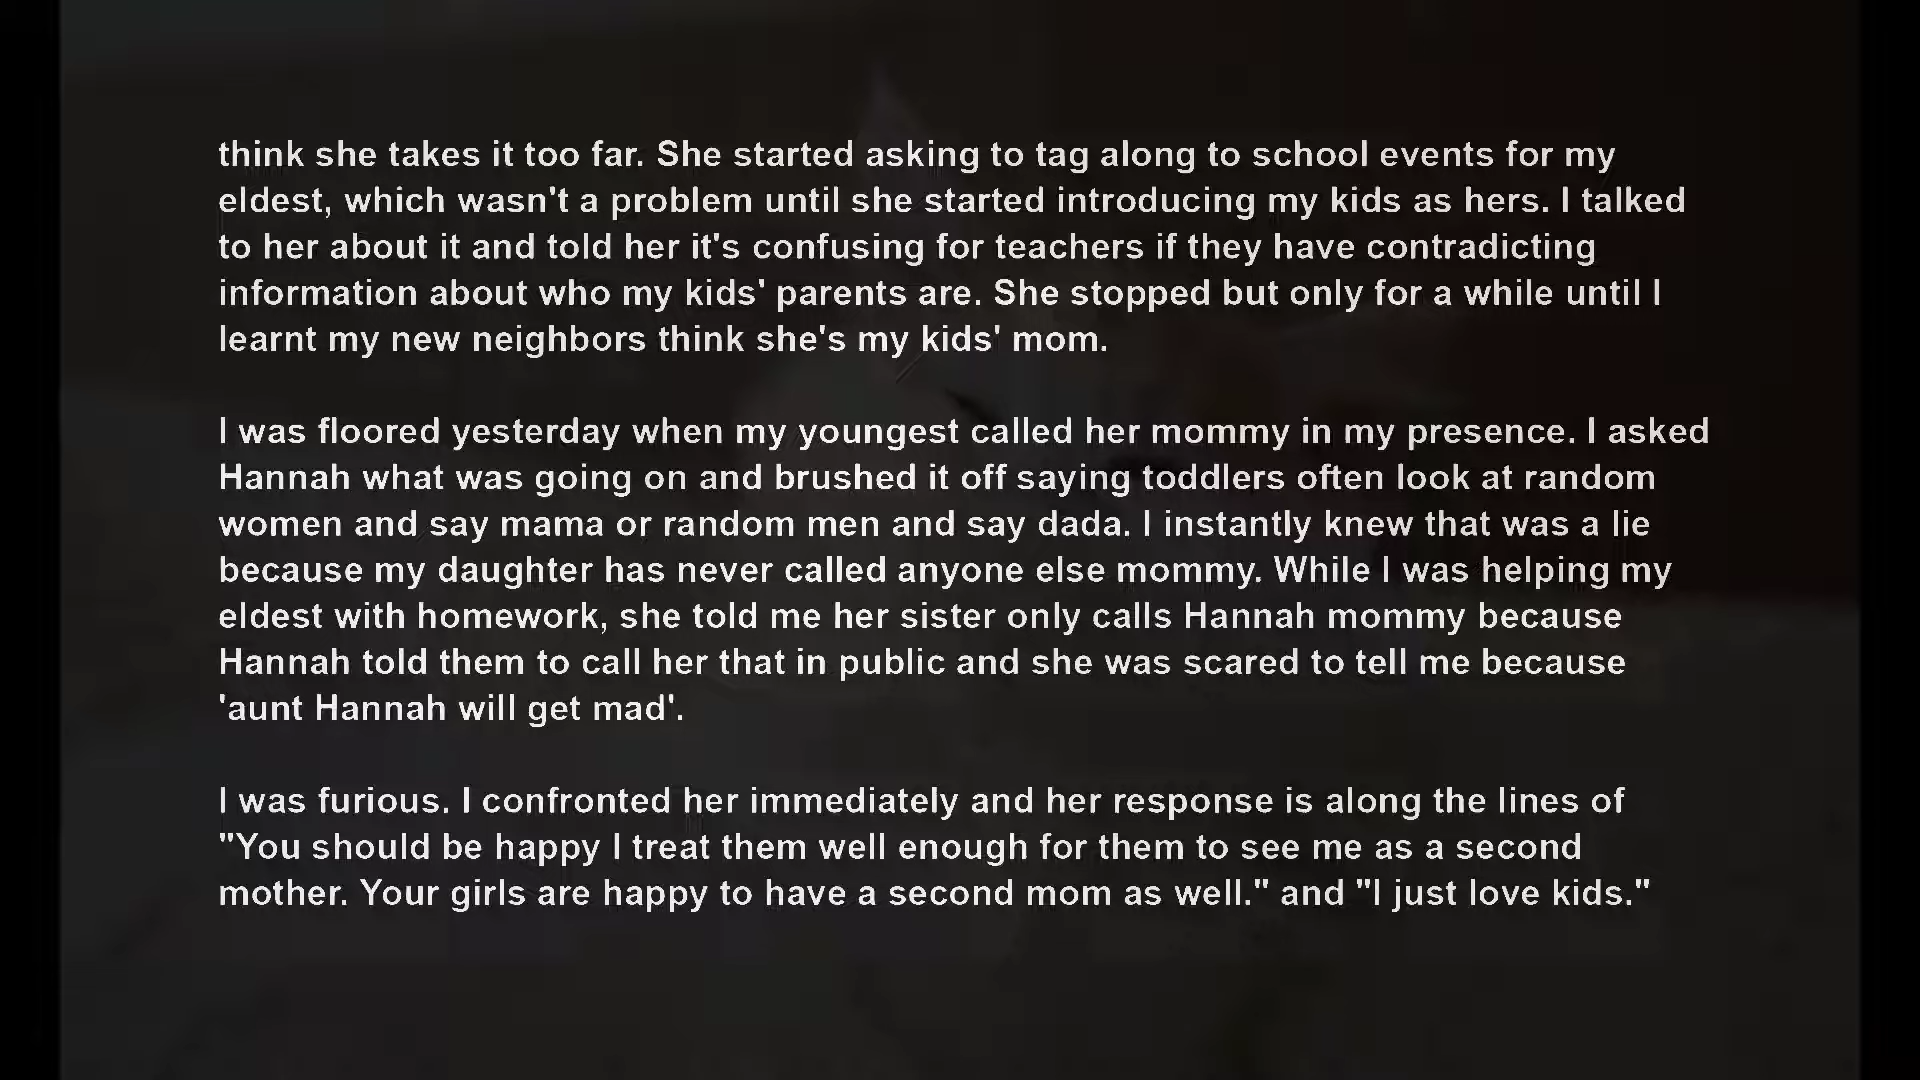 think she takes it too far. She started asking to tag along to school events for my
eldest, which wasn't a problem until she started introducing my kids as hers. I talked
to her about it and told her it's confusing for teachers if they have contradicting
information about who my kids' parents are. She stopped but only for a while until I
learnt my new neighbors think she's my kids' mom.
I was floored yesterday when my youngest called her mommy in my presence. I asked
Hannah what was going on and brushed it off saying toddlers often look at random
women and say mama or random men and say dada. I instantly knew that was a lie
because my daughter has never called anyone else mommy. While I was helping my
eldest with homework, she told me her sister only calls Hannah mommy because
Hannah told them to call her that in public and she was scared to tell me because
'aunt Hannah will get mad'.
I was furious. I confronted her immediately and her response is along the lines of
"You should be happy I treat them well enough for them to see me as a second
mother. Your girls are happy to have a second mom as well." and "I just love kids."